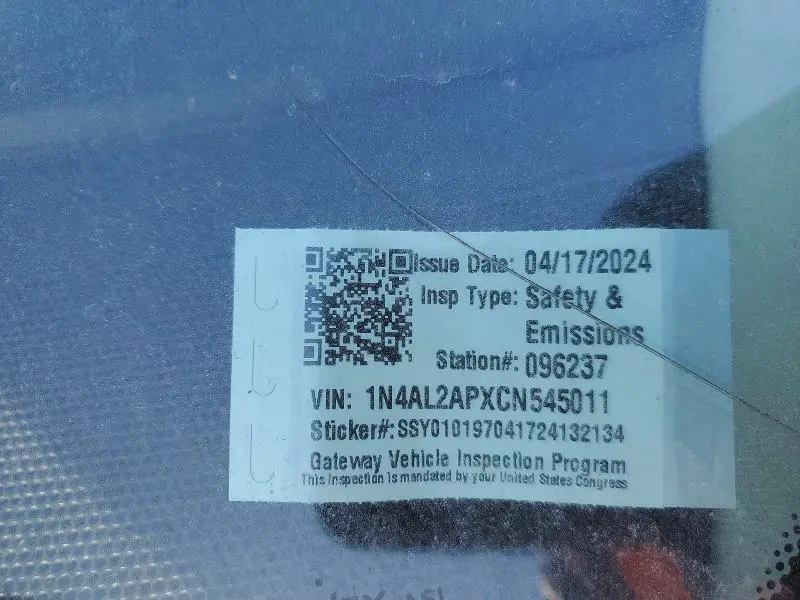 Issue Date: 04/17/2024
Insp Type: Safety &
Emissions
Station#: 096237
VIN: 1N4AL2APXCN545011
Sticker#: SSY010197041724132134
Gateway Vehicle Inspection Program
This Inspection is mandated by your United States Congress